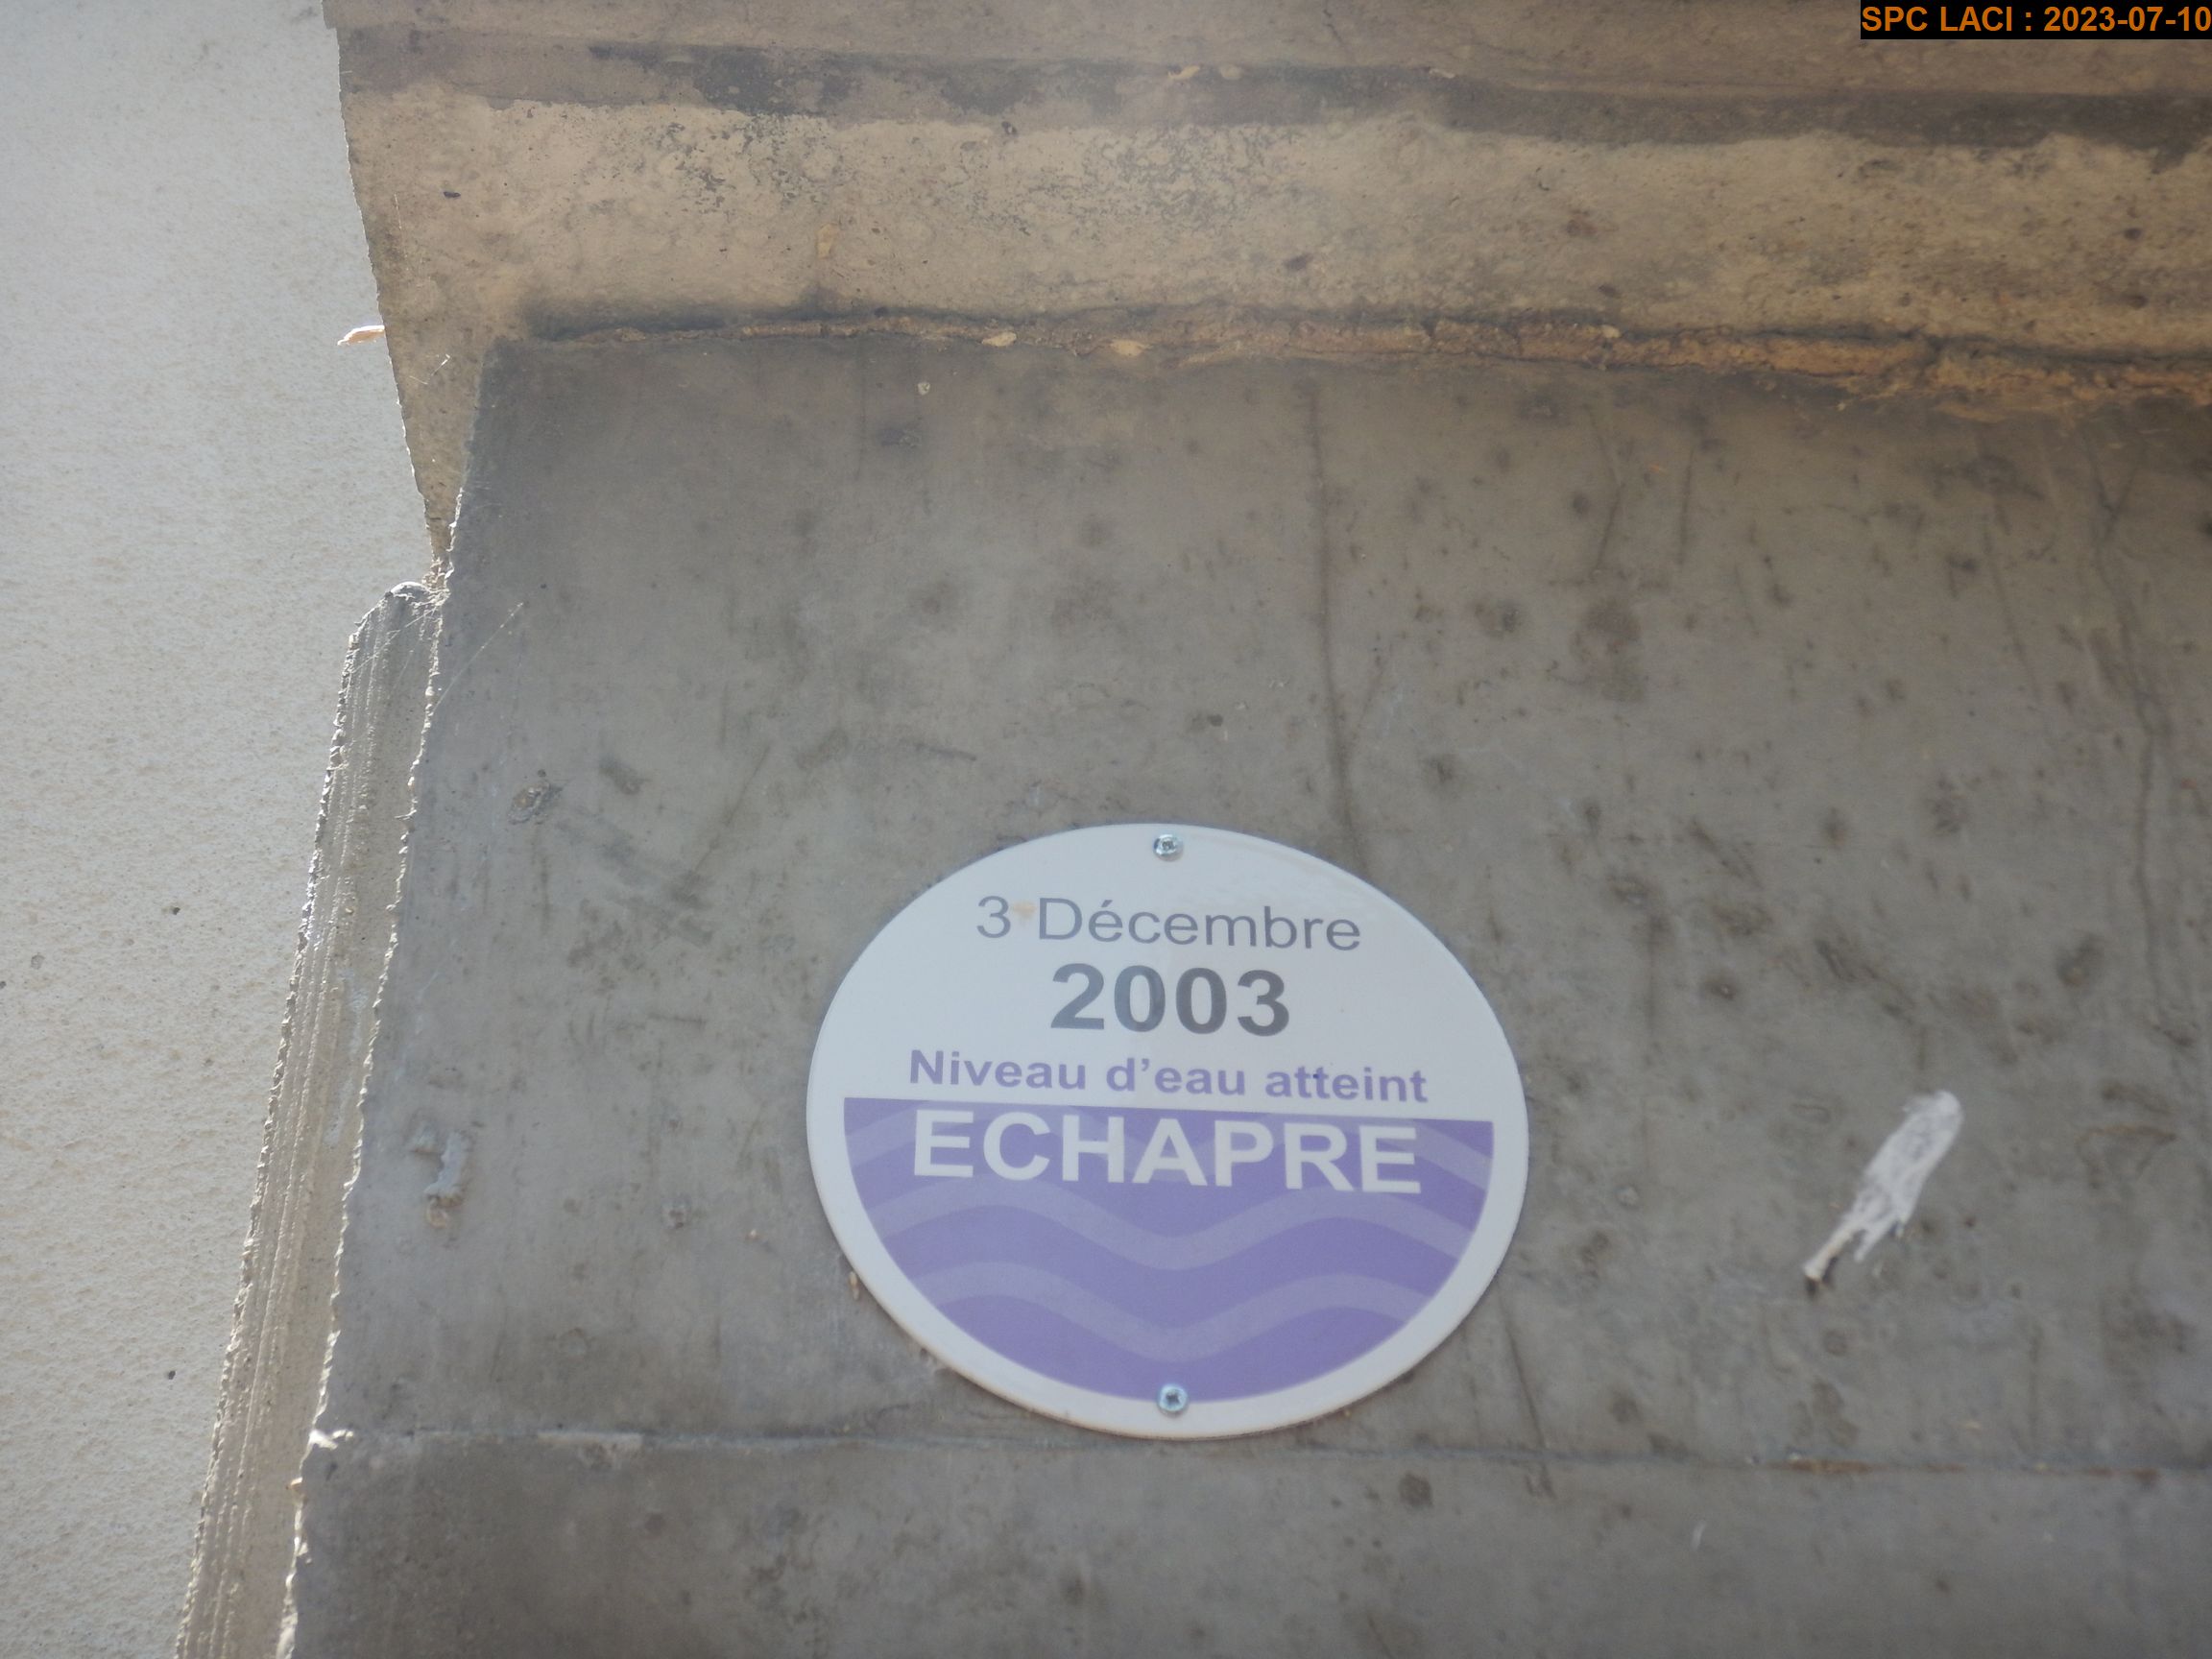 SPC LACI : 2023-07-10
3 Décembre
2003
Niveau d'eau atteint
ECHAPRE